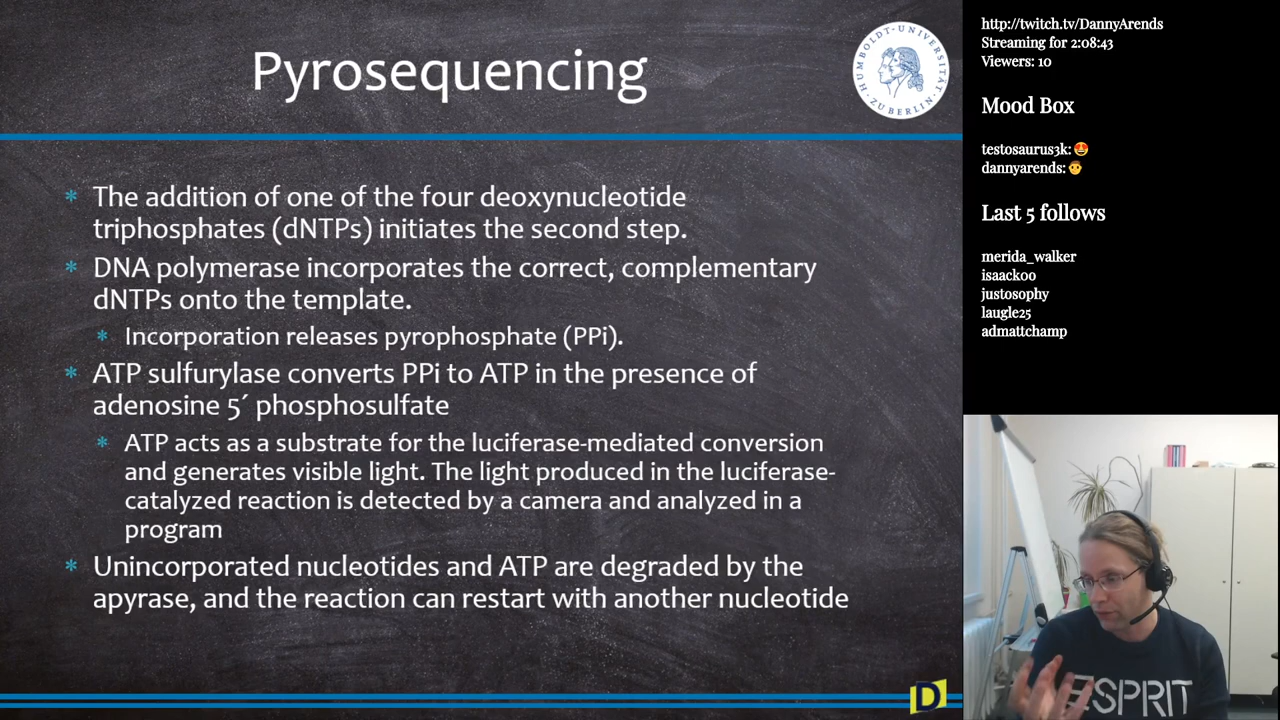 Pyrosequencing
HUMBOLDT-UNIVERSITÄT
ZU BERLIN
* The addition of one of the four deoxynucleotide
triphosphates (dNTPs) initiates the second step.
* DNA polymerase incorporates the correct, complementary
dNTPs onto the template.
* Incorporation releases pyrophosphate (PPi).
* ATP sulfurylase converts PPi to ATP in the presence of
adenosine 5´ phosphosulfate
* ATP acts as a substrate for the luciferase-mediated conversion
and generates visible light. The light produced in the luciferase-
catalyzed reaction is detected by a camera and analyzed in a
program
* Unincorporated nucleotides and ATP are degraded by the
apyrase, and the reaction can restart with another nucleotide
D
http://twitch.tv/DannyArends
Streaming for 2:08:43
Viewers: 10
Mood Box
testosaurus3k: 😍
dannyarends: 👨
Last 5 follows
merida_walker
isaackoo
justosophy
laugle25
admattchamp
ESPRIT